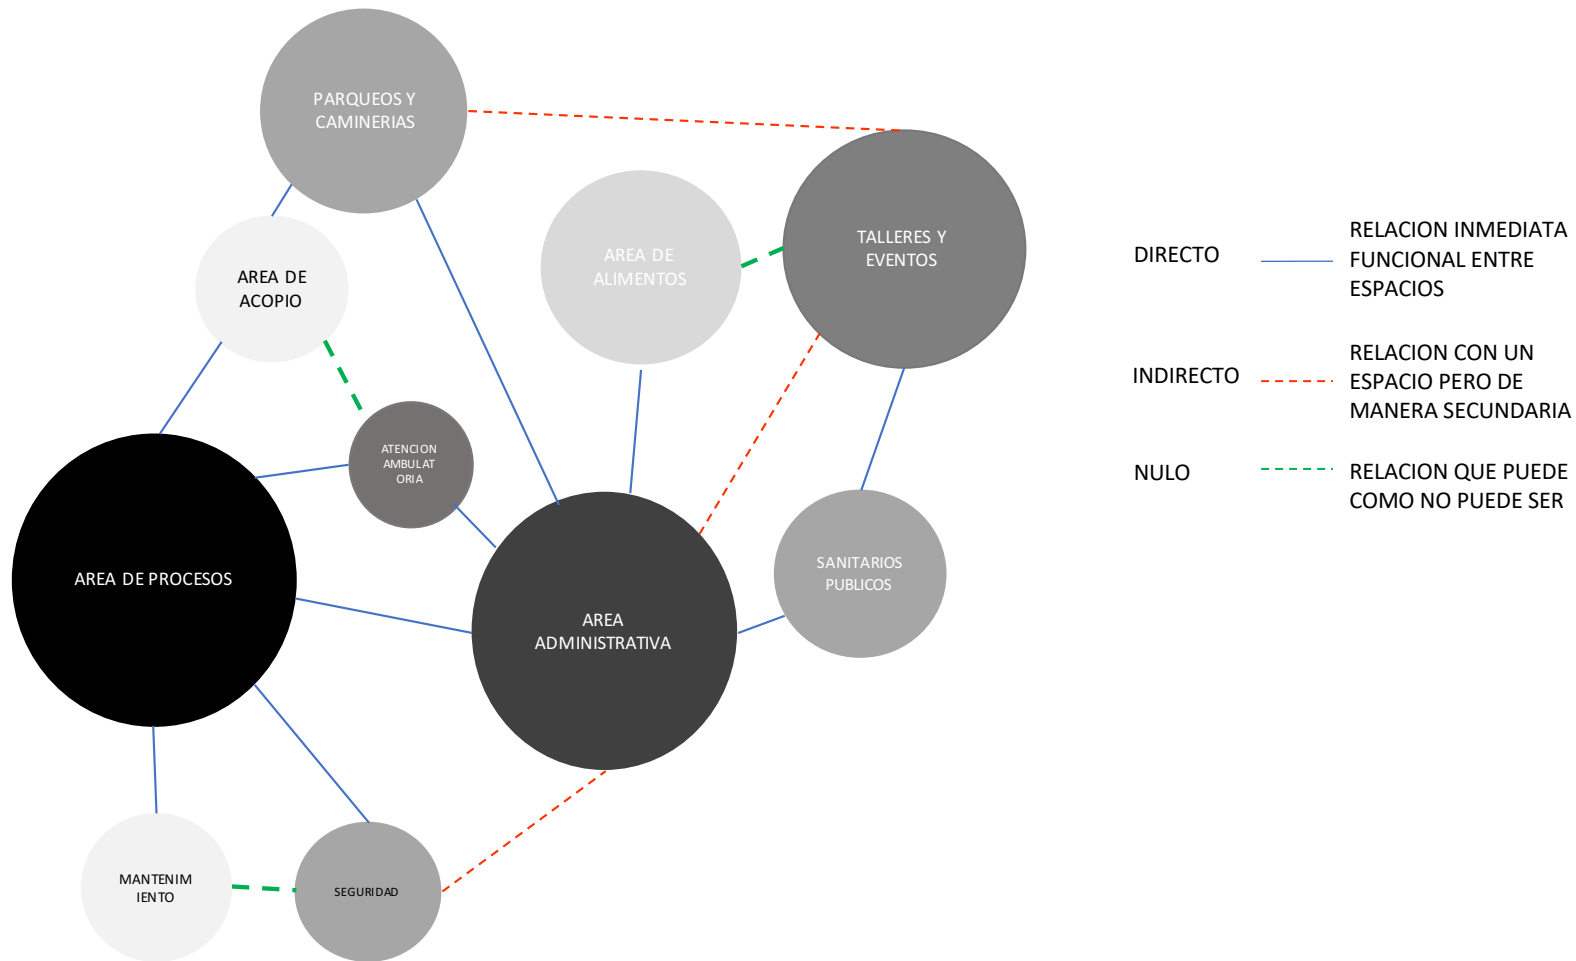 PARQUEOS Y
CAMINERIAS
AREA DE
ACOPIO
AREA DE
ALIMENTOS
TALLERES Y
EVENTOS
ATENCION
AMBULAT
ORIA
AREA DE PROCESOS
AREA
ADMINISTRATIVA
SANITARIOS
PUBLICOS
MANTENIM
IENTO
SEGURIDAD
DIRECTO
RELACION INMEDIATA
FUNCIONAL ENTRE
ESPACIOS
INDIRECTO
RELACION CON UN
ESPACIO PERO DE
MANERA SECUNDARIA
NULO
RELACION QUE PUEDE
COMO NO PUEDE SER